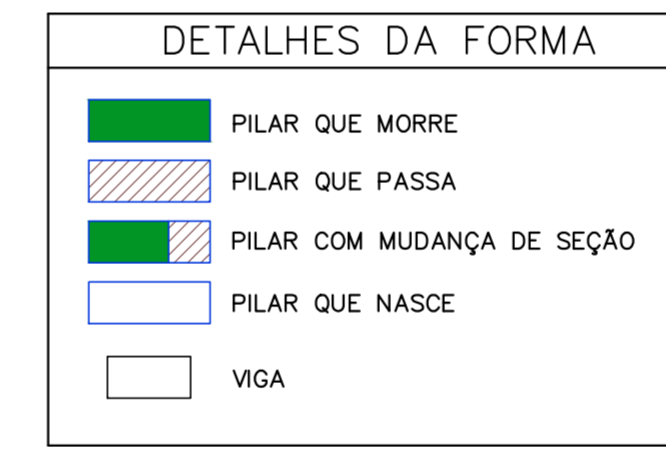 DETALHES DA FORMA
PILAR QUE MORRE
PILAR QUE PASSA
PILAR COM MUDANÇA DE SEÇÃO
PILAR QUE NASCE
VIGA